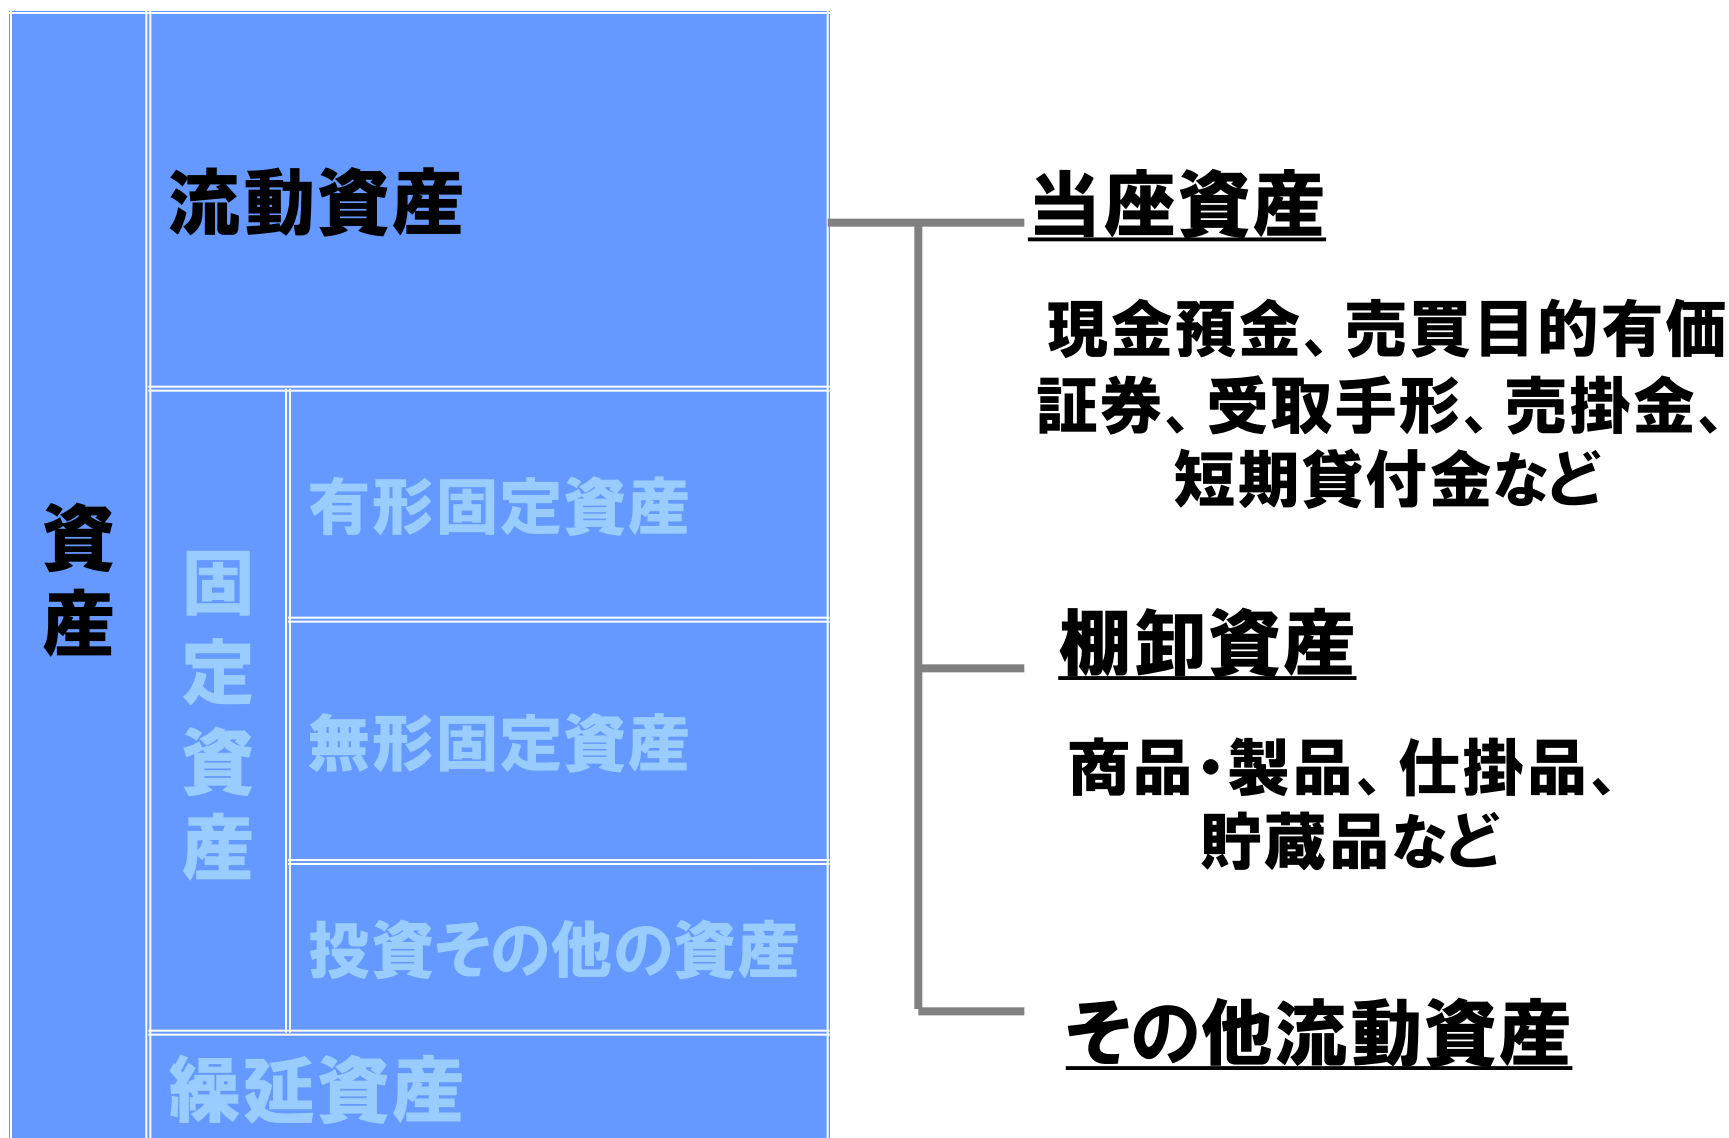 資産
流動資産
固定資産
有形固定資産
無形固定資産
投資その他の資産
繰延資産
当座資産
現金預金、売買目的有価
証券、受取手形、売掛金、
短期貸付金など
棚卸資産
商品・製品、仕掛品、
貯蔵品など
その他流動資産